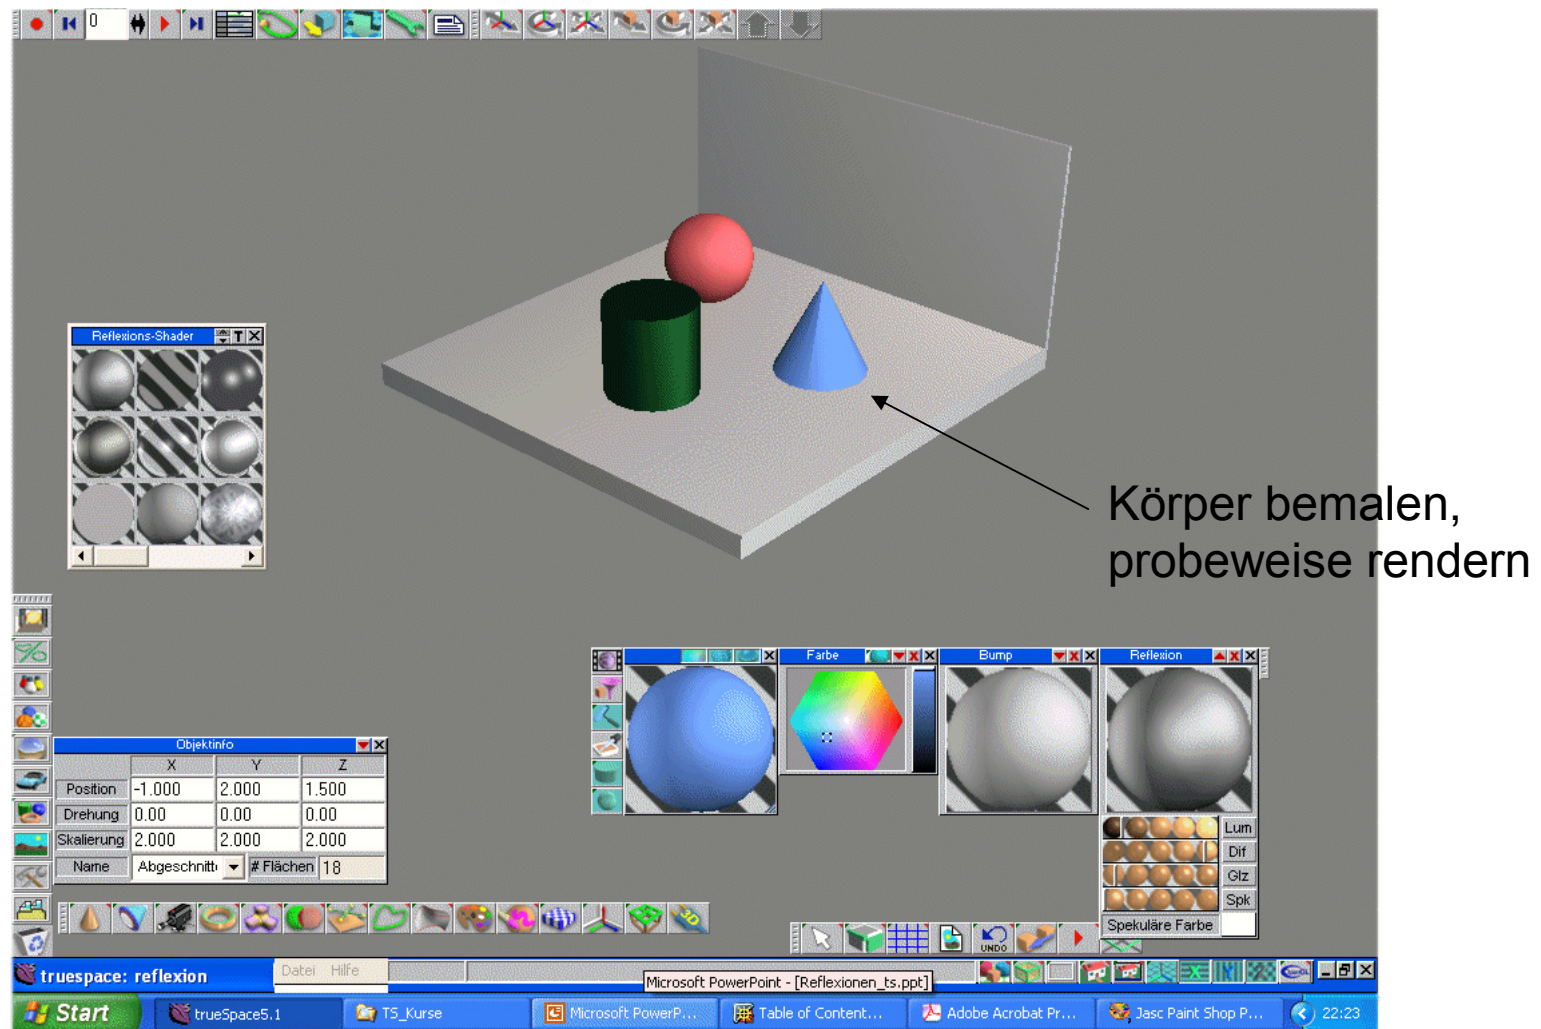 0
Reflexions-Shader
T
Körper bemalen,
probeweise rendern
Farbe
Bump
Reflexion
Lum
Dif
Glz
Spk
Spekuläre Farbe
Objektinfo
X Y Z
Position -1.000 2.000 1.500
Drehung 0.00 0.00 0.00
Skalierung 2.000 2.000 2.000
Name Abgeschnitt # Flächen 18
3D
UNDO
truespace: reflexion
Datei Hilfe
Microsoft PowerPoint - [Reflexionen_ts.ppt]
Start
trueSpace5.1
TS_Kurse
Microsoft PowerP...
Table of Content...
Adobe Acrobat Pr...
Jasc Paint Shop P...
22:23